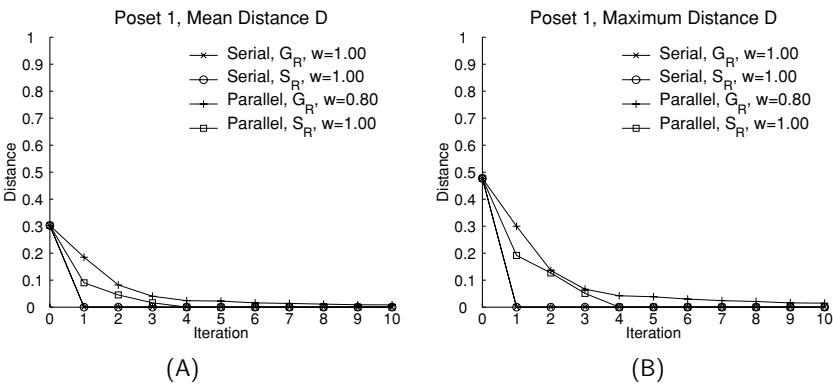 Poset 1, Mean Distance D
1
0.9
0.8
0.7
0.6
0.5
0.4
0.3
0.2
0.1
0
Distance
Serial, G_R, w=1.00
Serial, S_R, w=1.00
Parallel, G_R, w=0.80
Parallel, S_R, w=1.00
0 1 2 3 4 5 6 7 8 9 10
Iteration
(A)
Poset 1, Maximum Distance D
1
0.9
0.8
0.7
0.6
0.5
0.4
0.3
0.2
0.1
0
Distance
Serial, G_R, w=1.00
Serial, S_R, w=1.00
Parallel, G_R, w=0.80
Parallel, S_R, w=1.00
0 1 2 3 4 5 6 7 8 9 10
Iteration
(B)